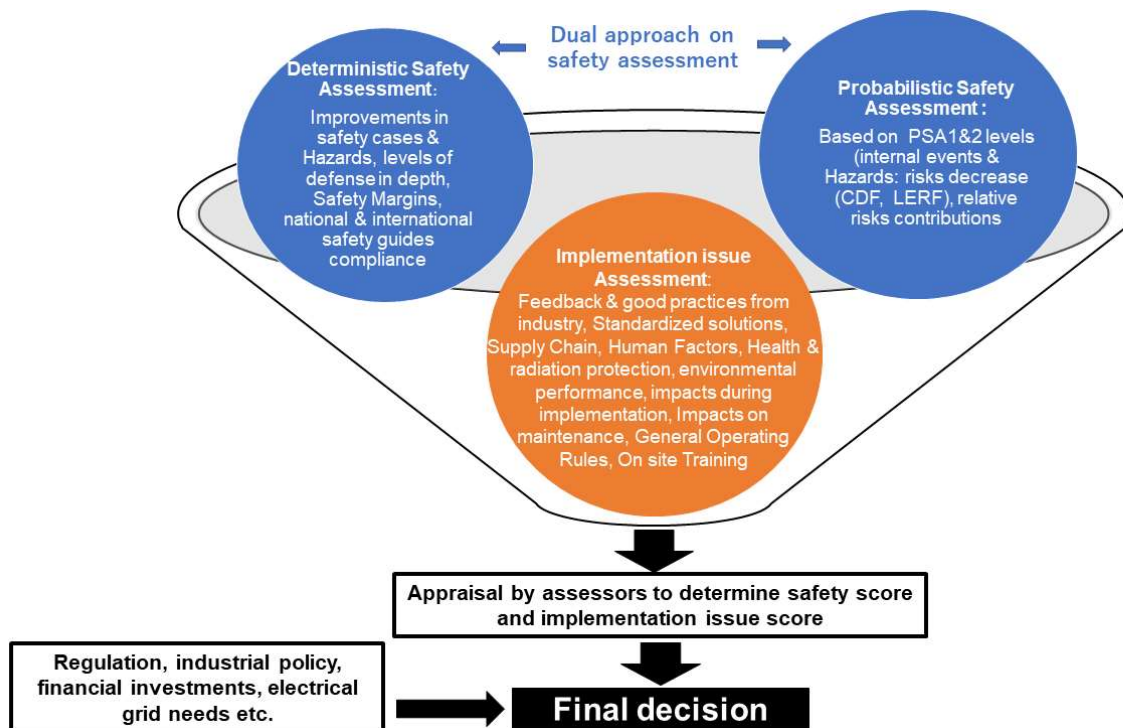 Dual approach on
safety assessment
Deterministic Safety
Assessment:
Improvements in
safety cases &
Hazards, levels of
defense in depth,
Safety Margins,
national & international
safety guides
compliance
Probabilistic Safety
Assessment :
Based on PSA1&2 levels
(internal events &
Hazards: risks decrease
(CDF, LERF), relative
risks contributions
Implementation issue
Assessment:
Feedback & good practices from
industry, Standardized solutions,
Supply Chain, Human Factors, Health &
radiation protection, environmental
performance, impacts during
implementation, Impacts on
maintenance, General Operating
Rules, On site Training
Appraisal by assessors to determine safety score
and implementation issue score
Regulation, industrial policy,
financial investments, electrical
grid needs etc.
Final decision